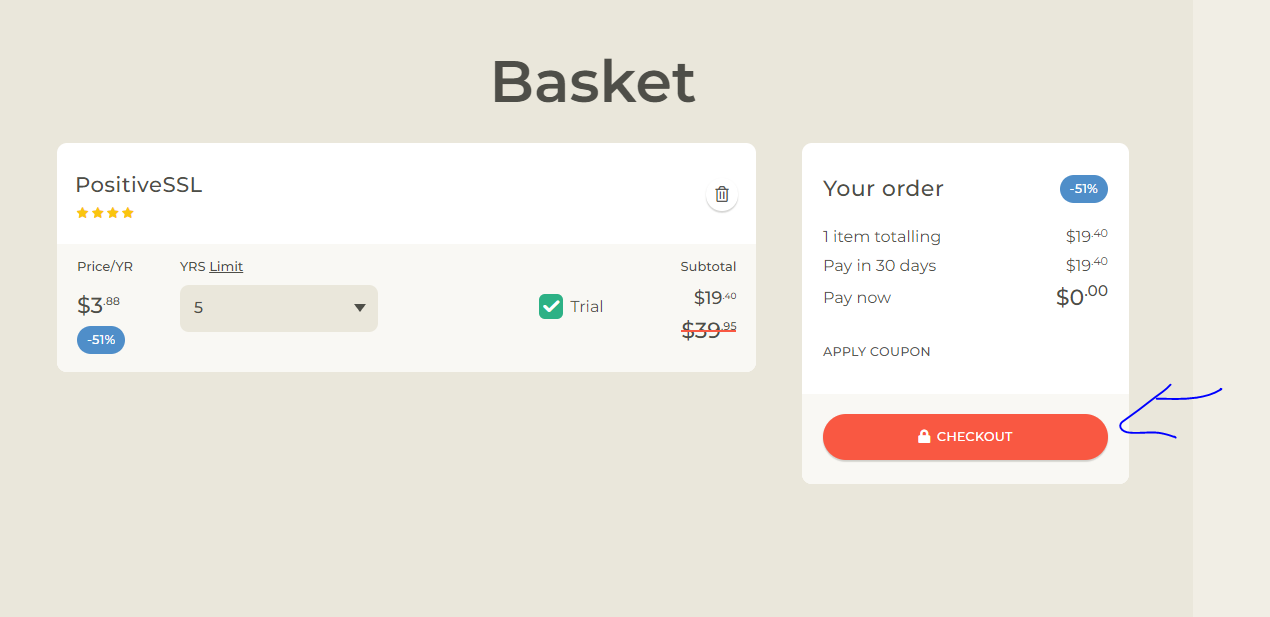 Basket
PositiveSSL
Price/YR
YRS Limit
Subtotal
$3.88
5
Trial
$19.40
-51%
$39.95
Your order
-51%
1 item totalling
$19.40
Pay in 30 days
$19.40
Pay now
$0.00
APPLY COUPON
CHECKOUT